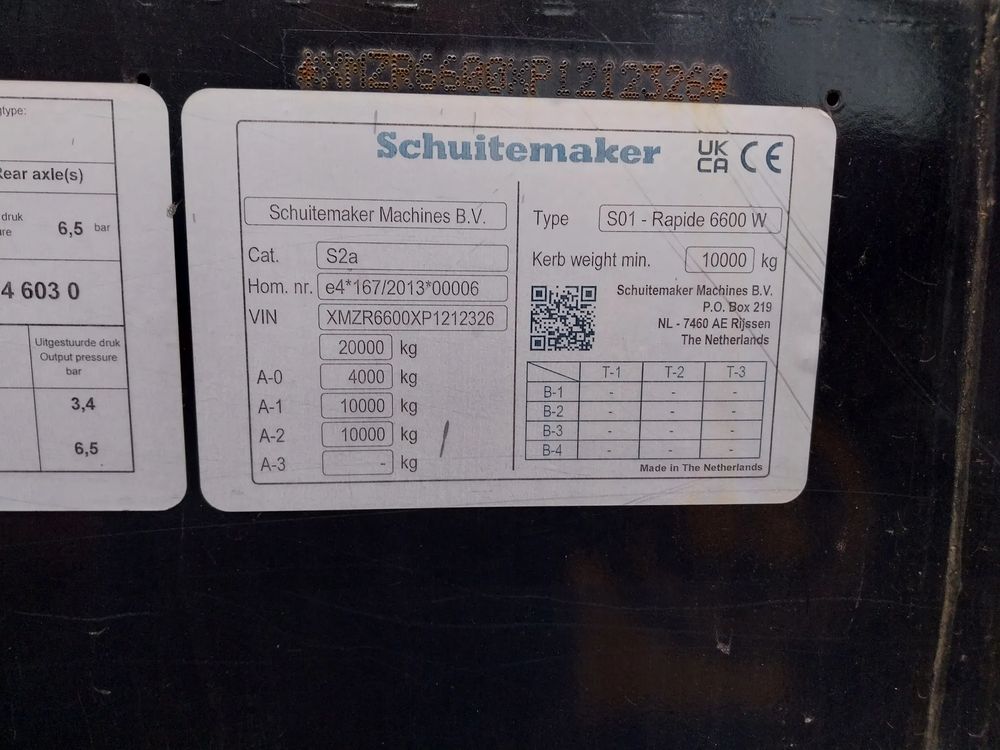 #XMZR6600XP1212326#
gtype:
Rear axle(s)
druk
re
6,5 bar
4 603 0
Uitgestuurde druk
Output pressure
bar
3,4
6,5
Schuitemaker UK CA CE
Schuitemaker Machines B.V.
Cat. S2a
Hom. nr. e4*167/2013*00006
VIN XMZR6600XP1212326
20000 kg
A-0 4000 kg
A-1 10000 kg
A-2 10000 kg
A-3 - kg
Type S01 - Rapide 6600 W
Kerb weight min. 10000 kg
Schuitemaker Machines B.V.
P.O. Box 219
NL - 7460 AE Rijssen
The Netherlands
T-1 T-2 T-3
B-1 - - -
B-2 - - -
B-3 - - -
B-4 - - -
Made in The Netherlands